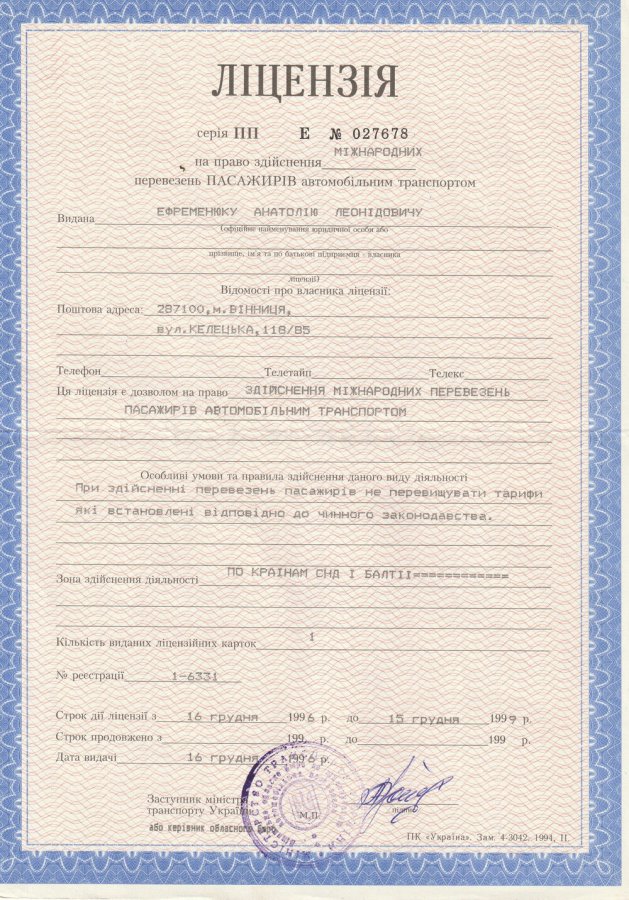 ЛІЦЕНЗІЯ
серія ПП Е № 027678
на право здійснення МІЖНАРОДНИХ
перевезень ПАСАЖИРІВ автомобільним транспортом
Видана ЕФРЕМЕНЮКУ АНАТОЛІЮ ЛЕОНІДОВИЧУ
(офіційне найменування юридичної особи або
прізвище, ім'я та по батькові підприємця - власника
ліцензії)
Відомості про власника ліцензії:
Поштова адреса: 287100, м.ВІННИЦЯ,
вул.КЕЛЕЦЬКА,118/85
Телефон Телетайп Телекс
Ця ліцензія є дозволом на право ЗДІЙСНЕННЯ МІЖНАРОДНИХ ПЕРЕВЕЗЕНЬ
ПАСАЖИРІВ АВТОМОБІЛЬНИМ ТРАНСПОРТОМ
Особливі умови та правила здійснення даного виду діяльності
При здійсненні перевезень пасажирів не перевищувати тарифи
які встановлені відповідно до чинного законодавства.
Зона здійснення діяльності ПО КРАЇНАМ СНД І БАЛТІІ============
Кількість виданих ліцензійних карток 1
№ реєстрації 1-6331
Строк дії ліцензії з 16 грудня 1996 р. до 15 грудня 1999 р.
Строк продовжено з 199 р. до 199 р.
Дата видачі 16 грудня 1996 р.
Заступник міністра
транспорту України
М.П.
підпис
або керівник обласного
ПК «Україна». Зам. 4-3042. 1994, II.